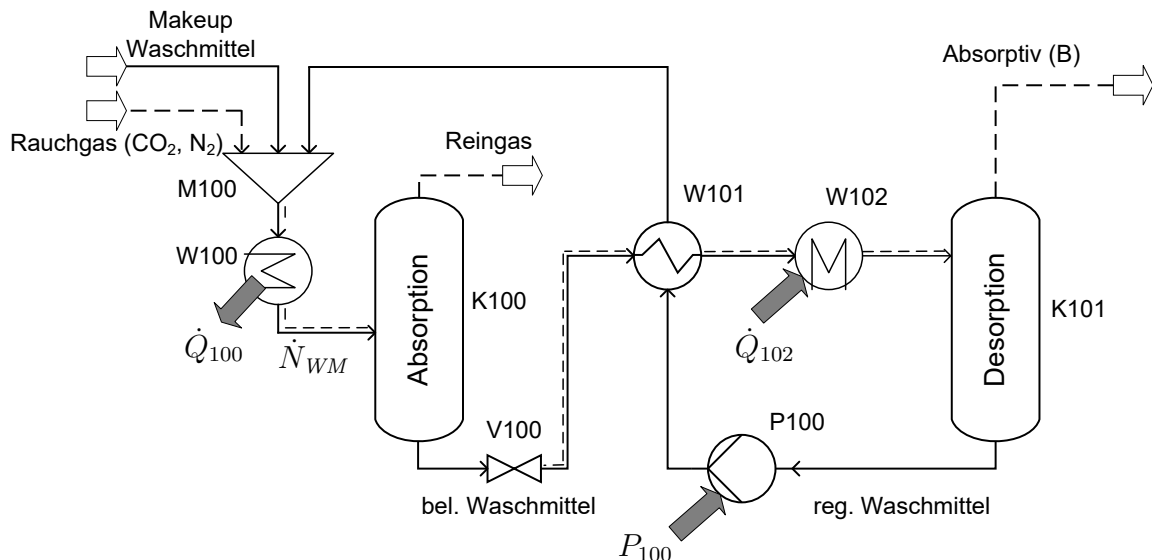 Makeup
Waschmittel
Absorptiv (B)
Rauchgas (CO₂, N₂)
Reingas
M100
W101
W102
W100
Absorption
K100
Desorption
K101
Q̇₁₀₀
Ṅ_WM
Q̇₁₀₂
V100
P100
bel. Waschmittel
reg. Waschmittel
P₁₀₀